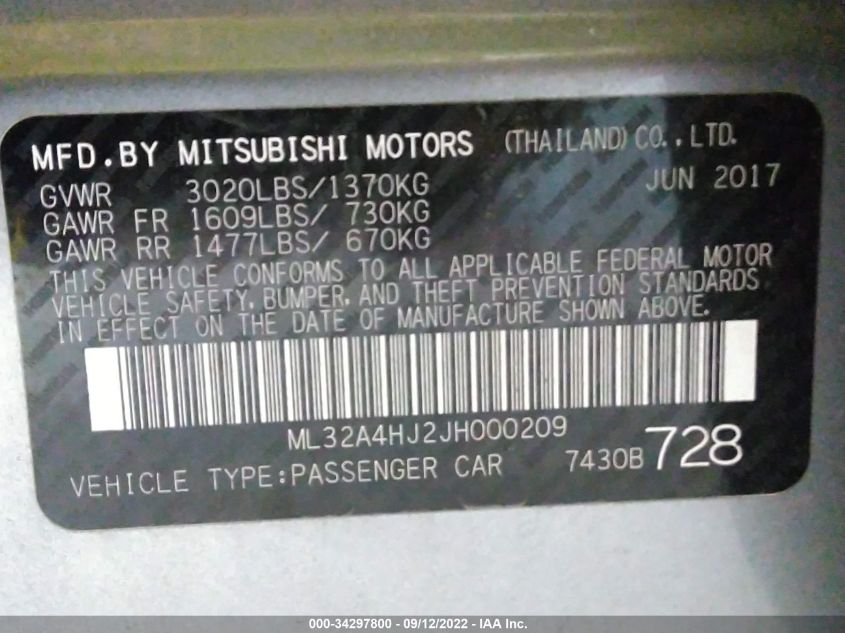 MFD.BY MITSUBISHI MOTORS (THAILAND) CO.,LTD.
GVWR 3020LBS/1370KG JUN 2017
GAWR FR 1609LBS/ 730KG
GAWR RR 1477LBS/ 670KG
THIS VEHICLE CONFORMS TO ALL APPLICABLE FEDERAL MOTOR
VEHICLE SAFETY, BUMPER, AND THEFT PREVENTION STANDARDS
IN EFFECT ON THE DATE OF MANUFACTURE SHOWN ABOVE.
ML32A4HJ2JH000209
VEHICLE TYPE:PASSENGER CAR 7430B 728
000-34297800 - 09/12/2022 - IAA Inc.